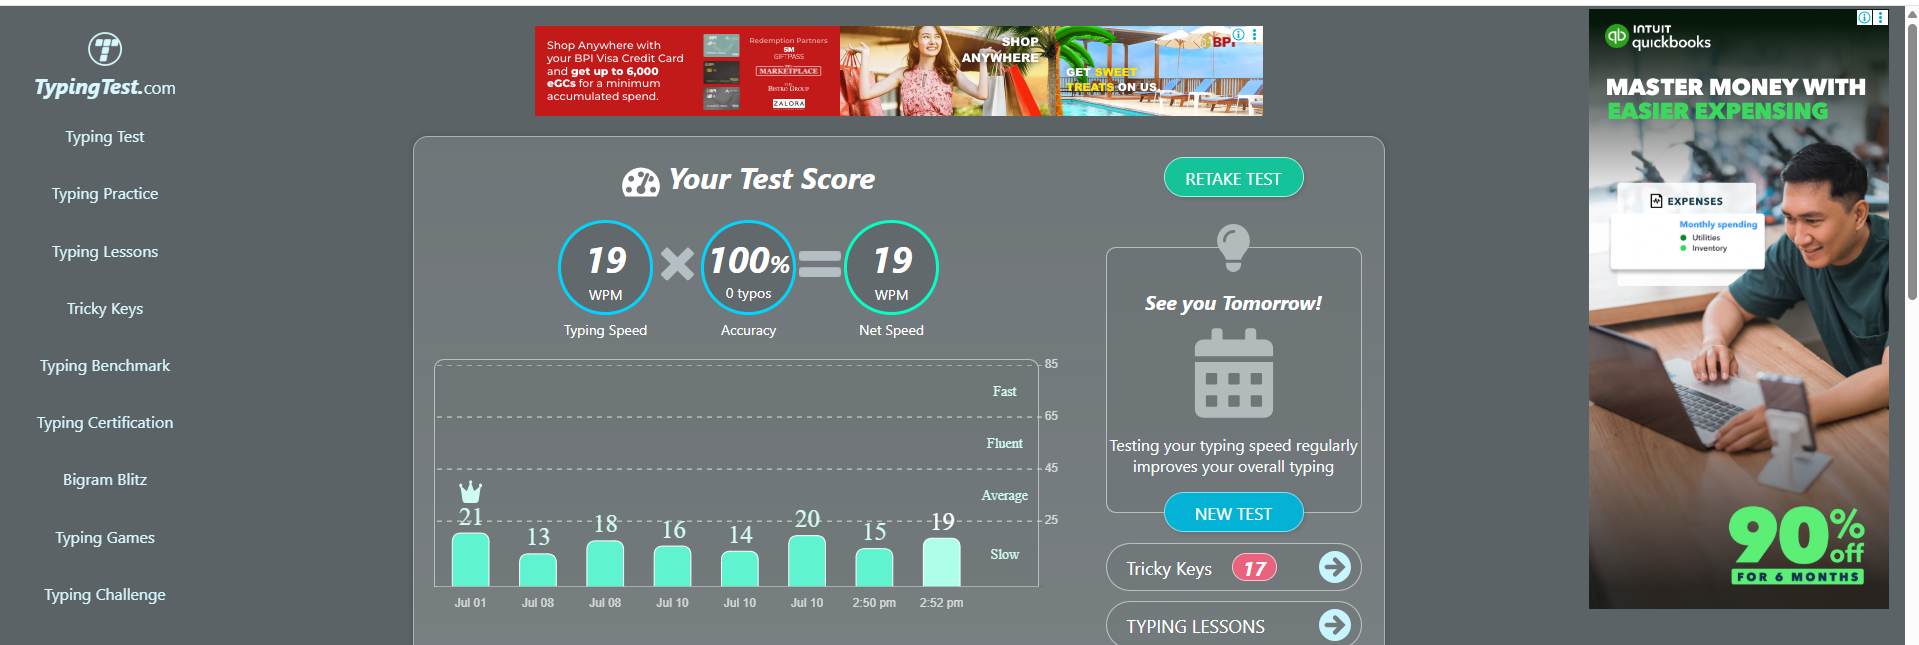 TypingTest.com
Typing Test
Typing Practice
Typing Lessons
Tricky Keys
Typing Benchmark
Typing Certification
Bigram Blitz
Typing Games
Typing Challenge
Shop Anywhere with
your BPI Visa Credit Card
and get up to 6,000
eGCs for a minimum
accumulated spend.
Redemption Partners
SM
GIFTPASS
MARKETPLACE
BISTRO GROUP
ZALORA
SHOP
ANYWHERE
BPI
GET SWEET
TREATS ON US.
Your Test Score
19
WPM
Typing Speed
100%
0 typos
Accuracy
19
WPM
Net Speed
85
Fast
65
Fluent
45
Average
25
Slow
21
13
18
16
14
20
15
19
Jul 01
Jul 08
Jul 08
Jul 10
Jul 10
Jul 10
2:50 pm
2:52 pm
RETAKE TEST
See you Tomorrow!
Testing your typing speed regularly
improves your overall typing
NEW TEST
Tricky Keys 17
TYPING LESSONS
INTUIT
quickbooks
MASTER MONEY WITH
EASIER EXPENSING
EXPENSES
Monthly spending
Utilities
Inventory
90% off
FOR 6 MONTHS